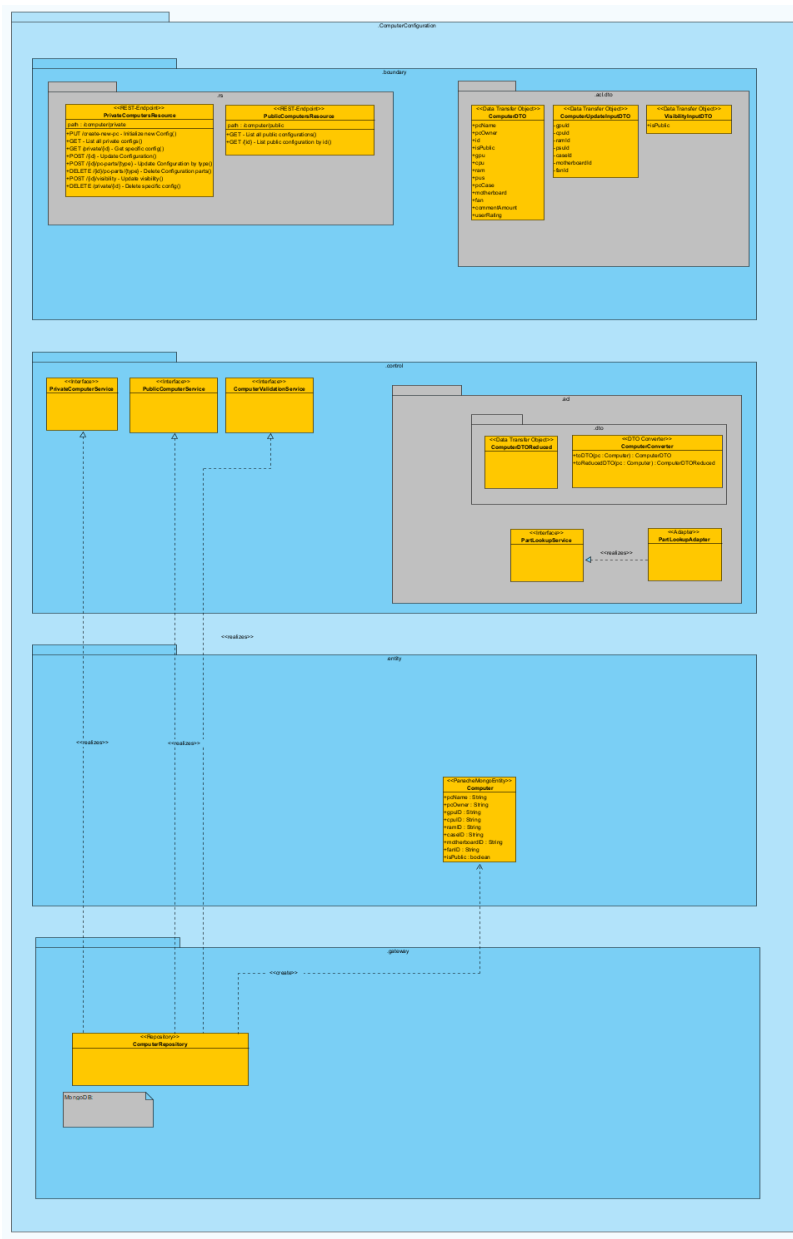 .ComputerConfiguration
.boundary
.rs
<<REST-Endpoint>>
PrivateComputersResource
path : /computer/private
+PUT /create-new-pc - Initialize new Config()
+GET - List all private configs()
+GET /private/{id} - Get specific config()
+POST /{id} - Update Configuration()
+POST /{id}/pc-parts/{type} - Update Configuration by type()
+DELETE /{id}/pc-parts/{type} - Delete Configuration parts()
+POST /{id}/visibility - Update visibility()
+DELETE /private/{id} - Delete specific config()
<<REST-Endpoint>>
PublicComputersResource
path : /computer/public
+GET - List all public configurations()
+GET /{id} - List public configuration by id()
.acl.dto
<<Data Transfer Object>>
ComputerDTO
+pcName
+pcOwner
+id
+isPublic
+gpu
+cpu
+ram
+pus
+pcCase
+motherboard
+fan
+commentAmount
+userRating
<<Data Transfer Object>>
ComputerUpdateInputDTO
-gpuId
-cpuId
-ramId
-psuId
-caseId
-motherboardId
-fanId
<<Data Transfer Object>>
VisibilityInputDTO
+isPublic
.control
<<Interface>>
PrivateComputerService
<<Interface>>
PublicComputerService
<<Interface>>
ComputerValidationService
.acl
.dto
<<Data Transfer Object>>
ComputerDTOReduced
<<DTO Converter>>
ComputerConverter
+toDTO(pc : Computer) : ComputerDTO
+toReducedDTO(pc : Computer) : ComputerDTOReduced
<<Interface>>
PartLookupService
<<realizes>>
<<Adapter>>
PartLookupAdapter
<<realizes>>
.entity
<<realizes>>
<<realizes>>
<<PanacheMongoEntity>>
Computer
+pcName : String
+pcOwner : String
+gpuID : String
+cpuID : String
+ramID : String
+caseID : String
+motherboardID : String
+fanID : String
+isPublic : boolean
.gateway
<<create>>
<<Repository>>
ComputerRepository
MongoDB